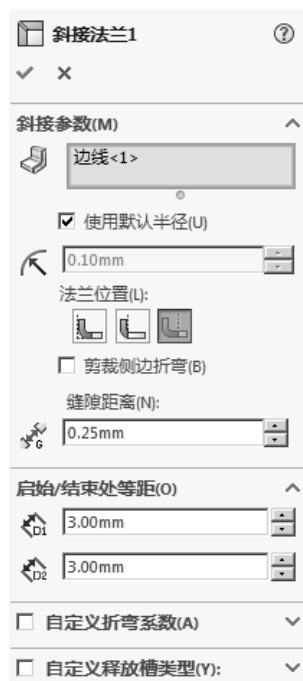 斜接法兰1
斜接参数(M)
边线<1>
使用默认半径(U)
0.10mm
法兰位置(L):
剪裁侧边折弯(B)
缝隙距离(N):
G
0.25mm
启始/结束处等距(O)
D1
3.00mm
D2
3.00mm
自定义折弯系数(A)
自定义释放槽类型(Y):